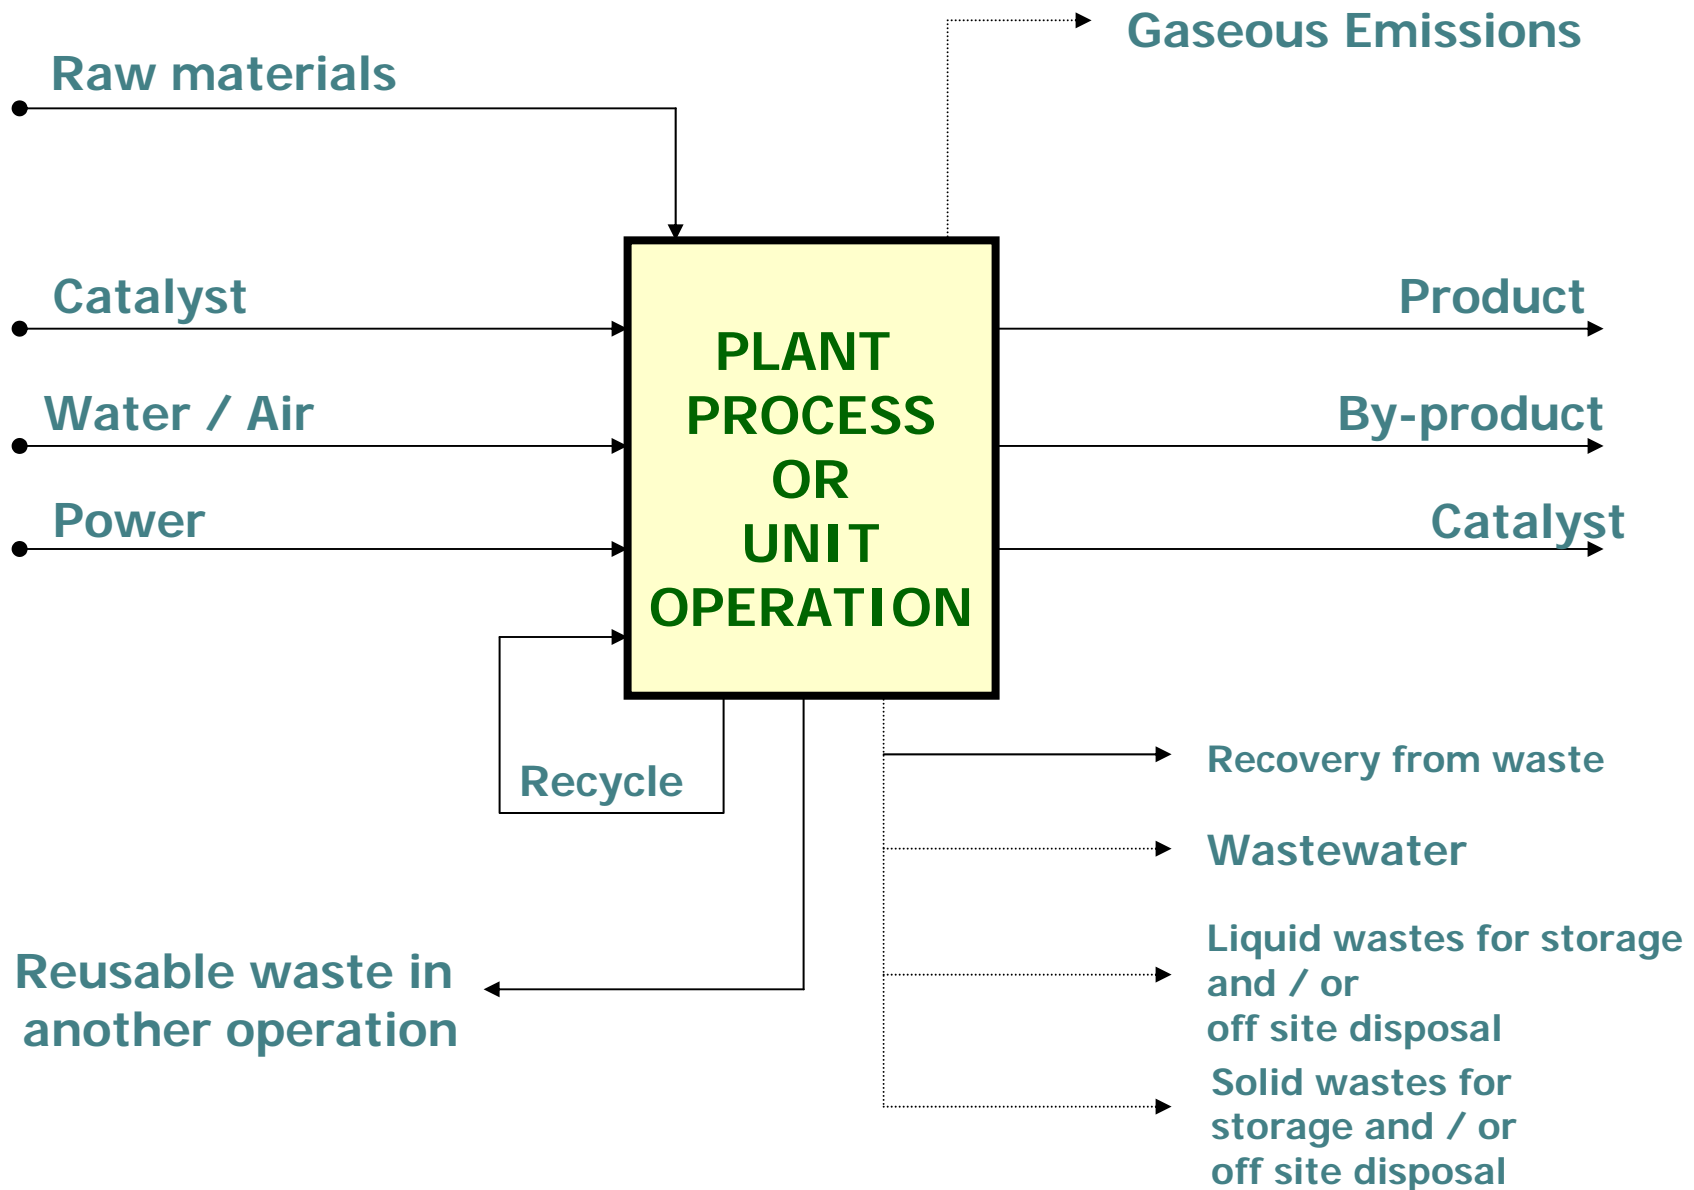 Gaseous Emissions
Raw materials
Catalyst
Product
Water / Air
By-product
Power
Catalyst
PLANT
PROCESS
OR
UNIT
OPERATION
Recycle
Recovery from waste
Wastewater
Reusable waste in
another operation
Liquid wastes for storage
and / or
off site disposal
Solid wastes for
storage and / or
off site disposal